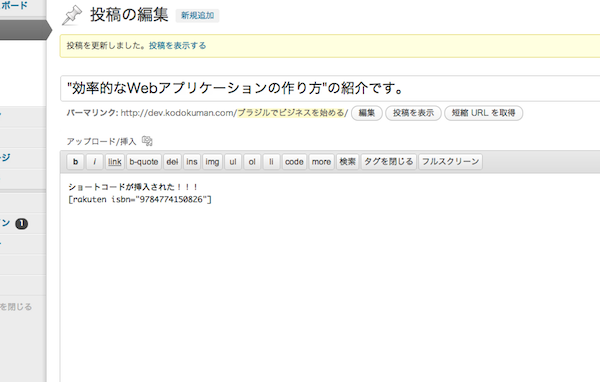 ボード
投稿の編集 新規追加
投稿を更新しました。投稿を表示する
"効率的なWebアプリケーションの作り方"の紹介です。
パーマリンク: http://dev.kodokuman.com/ブラジルでビジネスを始める/ 編集 投稿を表示 短縮 URL を取得
アップロード/挿入
b i link b-quote del ins img ul ol li code more 検索 タグを閉じる フルスクリーン
ージ
ショートコードが挿入された！！！
[rakuten isbn="9784774150826"]
ン 1
を閉じる